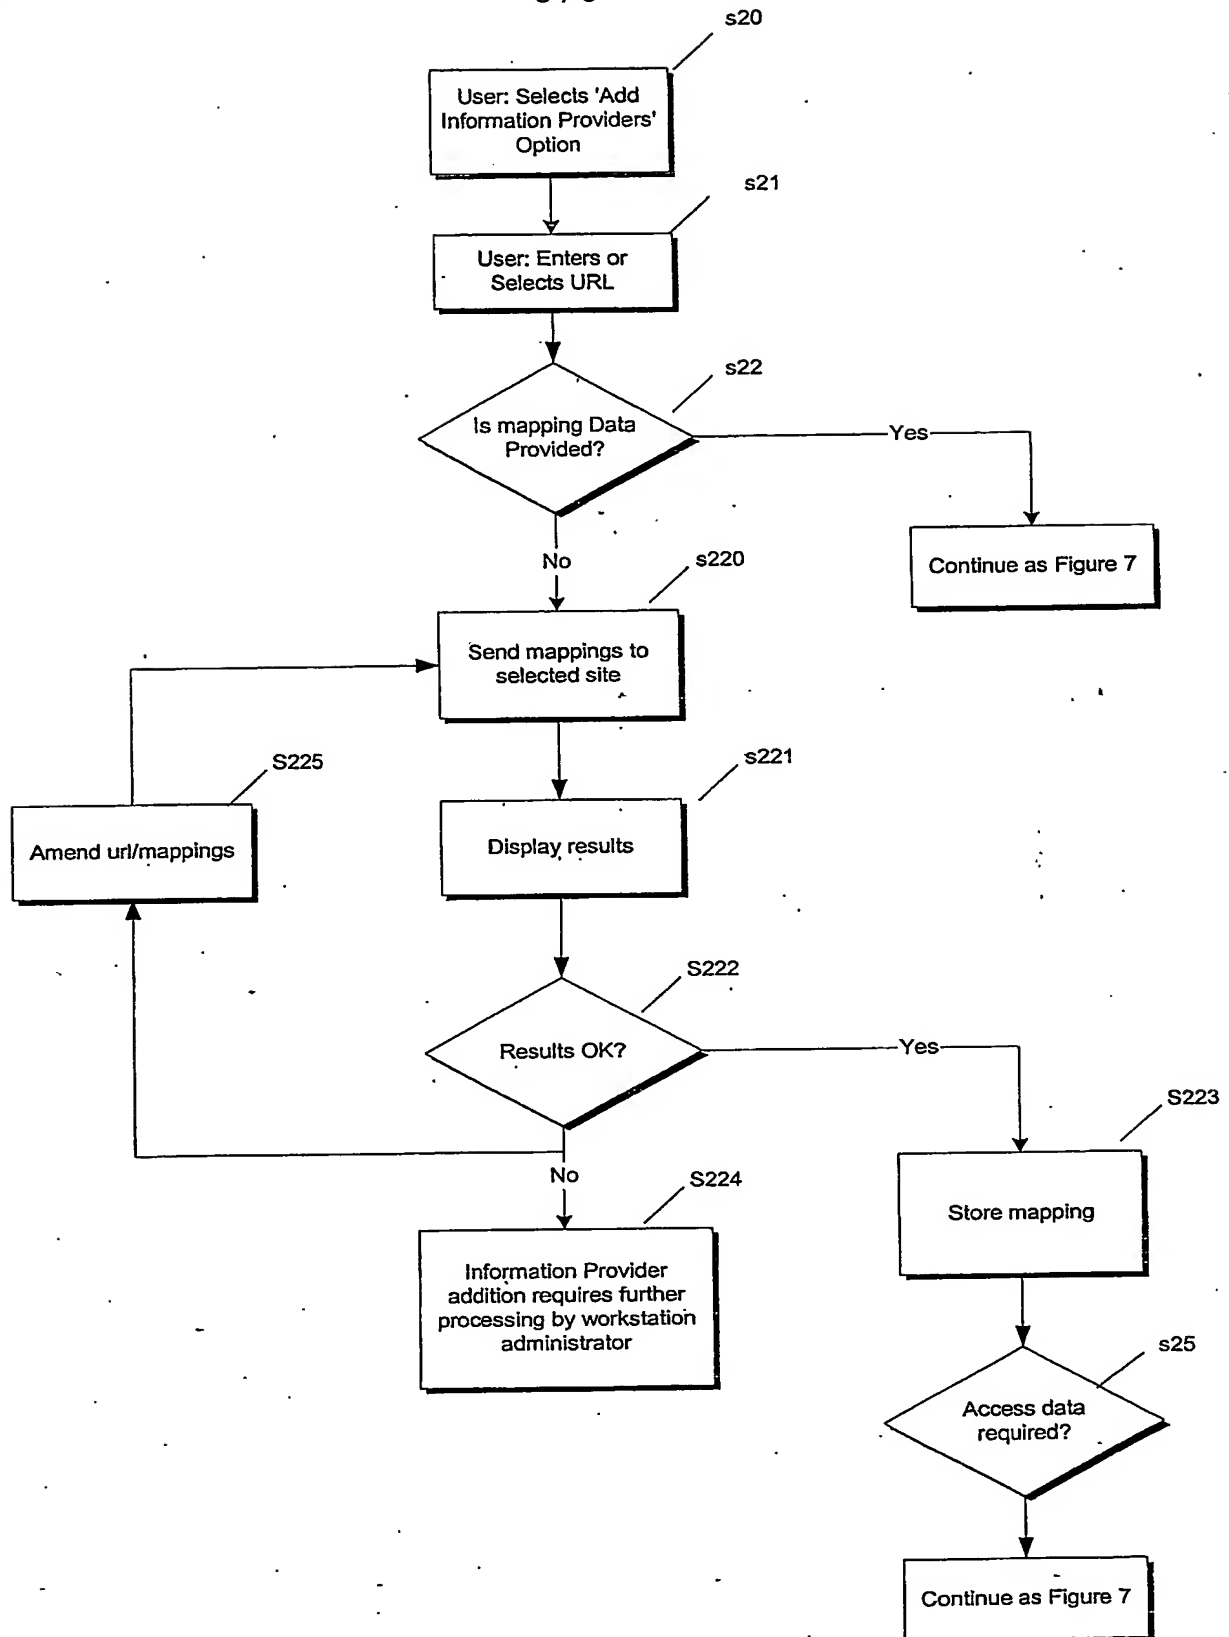 s20
User: Selects 'Add
Information Providers'
Option
s21
User: Enters or
Selects URL
s22
Is mapping Data
Provided?
Yes
Continue as Figure 7
No
s220
Send mappings to
selected site
S225
Amend url/mappings
s221
Display results
S222
Results OK?
Yes
S223
Store mapping
No
S224
Information Provider
addition requires further
processing by workstation
administrator
s25
Access data
required?
Continue as Figure 7